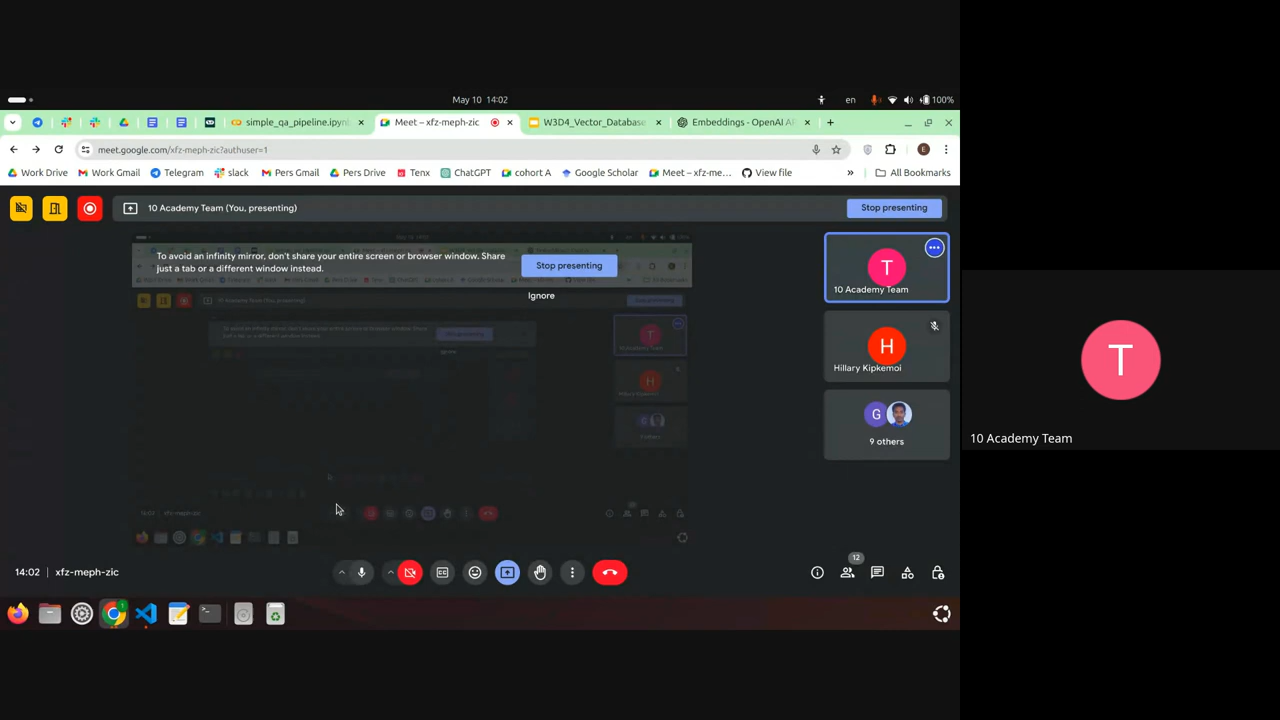 May 10 14:02
en
100%
simple_qa_pipeline.ipynb
Meet – xfz-meph-zic
W3D4_Vector_Database
Embeddings - OpenAI A
meet.google.com/xfz-meph-zic?authuser=1
Work Drive
Work Gmail
Telegram
slack
Pers Gmail
Pers Drive
Tenx
ChatGPT
cohort A
Google Scholar
Meet – xfz-me...
View file
All Bookmarks
10 Academy Team (You, presenting)
Stop presenting
To avoid an infinity mirror, don't share your entire screen or browser window. Share
just a tab or a different window instead.
Stop presenting
Ignore
T
10 Academy Team
H
Hillary Kipkemoi
G
9 others
14:02
xfz-meph-zic
12
T
10 Academy Team